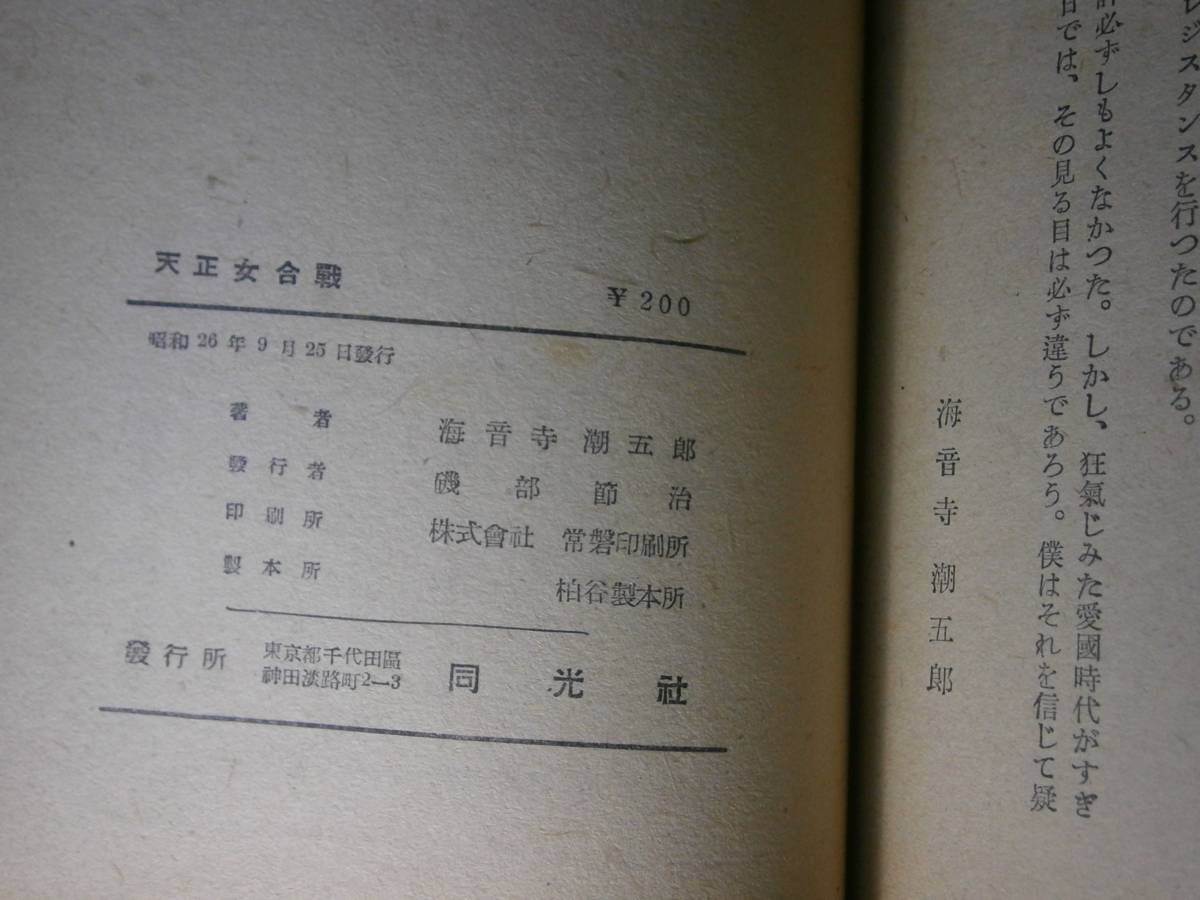 レジスタンスを行つたのである。
必ずしもよくなかつた。しかし、狂氣じみた愛國時代がすぎ
日では、その見る目は必ず違うであろう。僕はそれを信じて疑
海音寺潮五郎
天正女合戰
¥200
昭和26年9月25日發行
著者 海音寺潮五郎
發行者 磯部節治
印刷所 株式會社 常磐印刷所
製本所 柏谷製本所
發行所 東京都千代田區
神田淡路町2—3
同光社